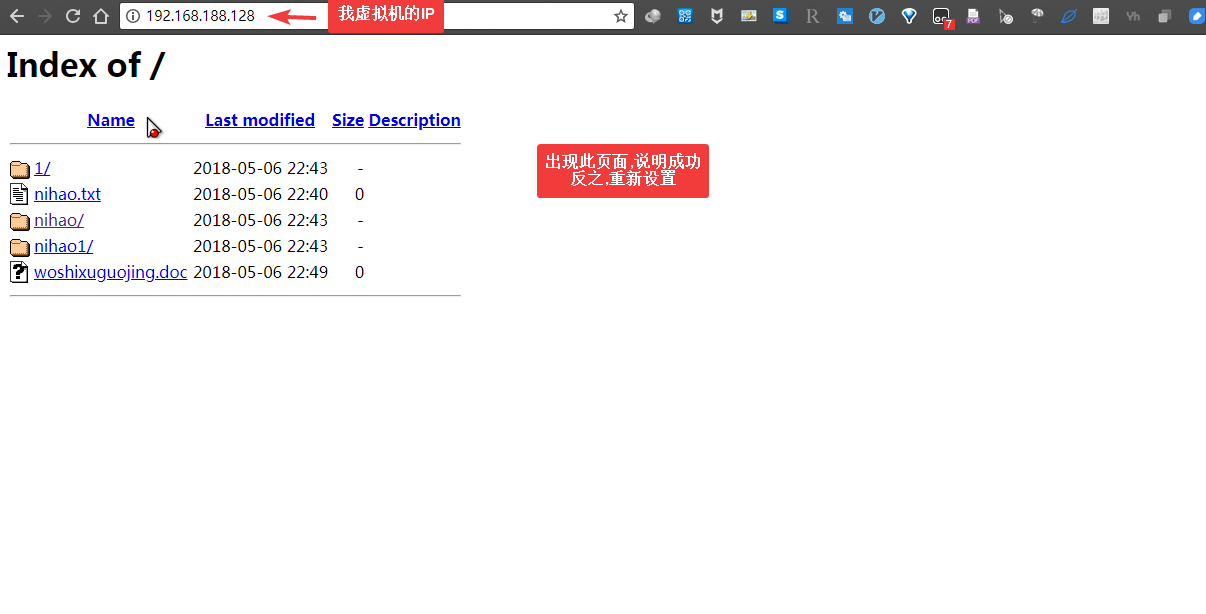 192.168.188.128
我虚拟机的IP
S
R
7
PDF
Yh
Index of /
Name Last modified Size Description
1/ 2018-05-06 22:43 -
nihao.txt 2018-05-06 22:40 0
nihao/ 2018-05-06 22:43 -
nihao1/ 2018-05-06 22:43 -
woshixuguojing.doc 2018-05-06 22:49 0
出现此页面,说明成功
反之,重新设置